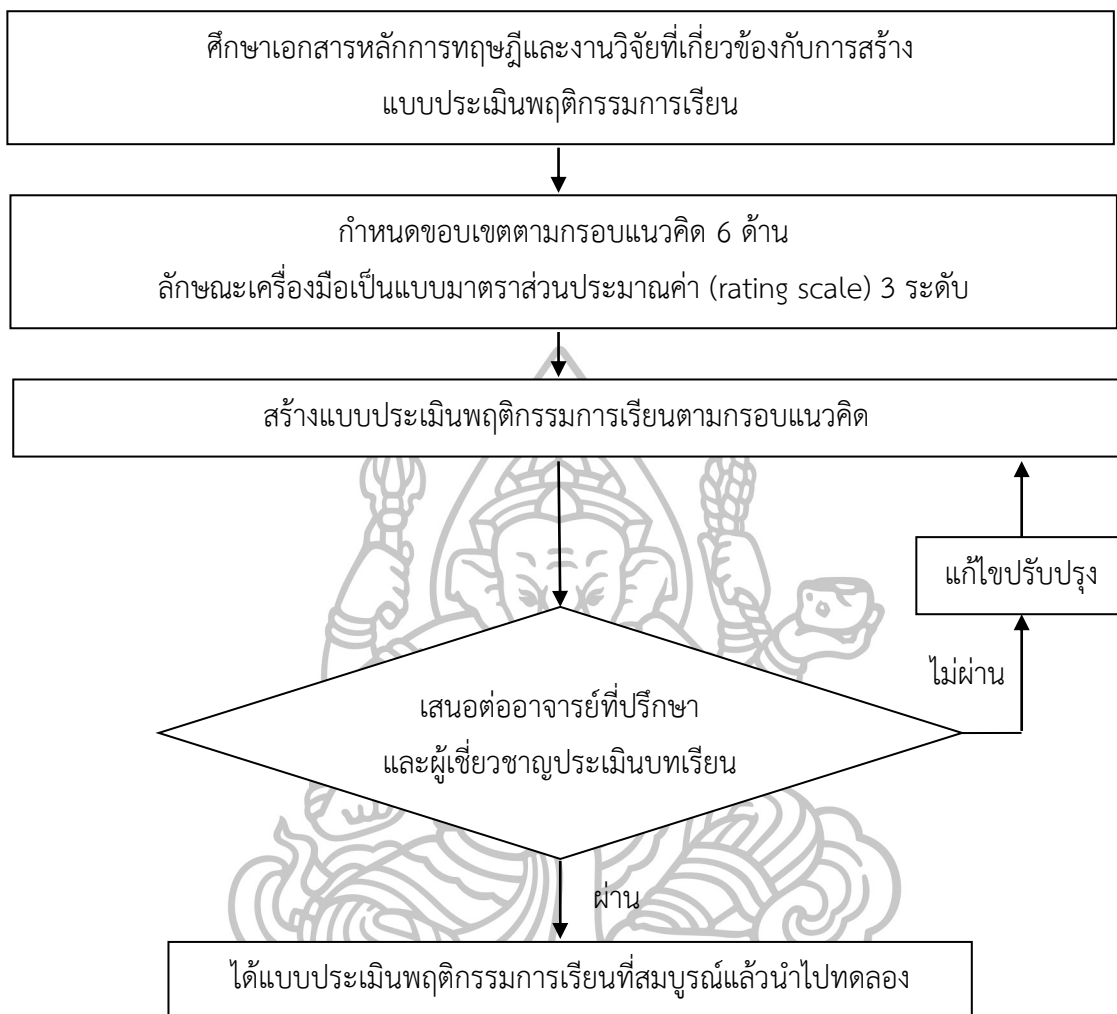 ศึกษาเอกสารหลักการทฤษฎีและงานวิจัยที่เกี่ยวข้องกับการสร้าง
แบบประเมินพฤติกรรมการเรียน
กำหนดขอบเขตตามกรอบแนวคิด 6 ด้าน
ลักษณะเครื่องมือเป็นแบบมาตราส่วนประมาณค่า (rating scale) 3 ระดับ
สร้างแบบประเมินพฤติกรรมการเรียนตามกรอบแนวคิด
แก้ไขปรับปรุง
ไม่ผ่าน
เสนอต่ออาจารย์ที่ปรึกษา
และผู้เชี่ยวชาญประเมินบทเรียน
ผ่าน
ได้แบบประเมินพฤติกรรมการเรียนที่สมบูรณ์แล้วนำไปทดลอง